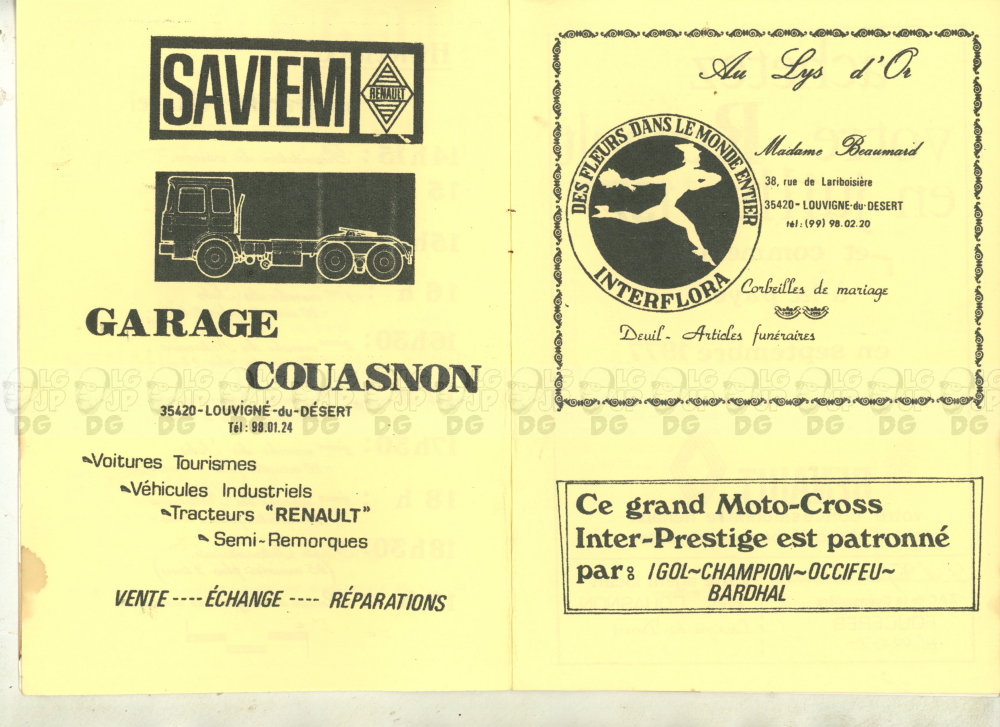 SAVIEM
RENAULT
GARAGE
COUASNON
35420-LOUVIGNÉ-du-DÉSERT
Tél: 98.01.24
Voitures Tourismes
Véhicules Industriels
Tracteurs "RENAULT"
Semi-Remorques
VENTE ---- ÉCHANGE ---- RÉPARATIONS
Au Lys d'Or
DES FLEURS DANS LE MONDE ENTIER
INTERFLORA
Madame Beaumard
38, rue de Lariboisière
35420 - LOUVIGNE-du-DESERT
tél: (99) 98.02.20
Corbeilles de mariage
Deuil - Articles funéraires
Ce grand Moto-Cross
Inter-Prestige est patronné
par: IGOL~CHAMPION~OCCIFEU~
BARDHAL